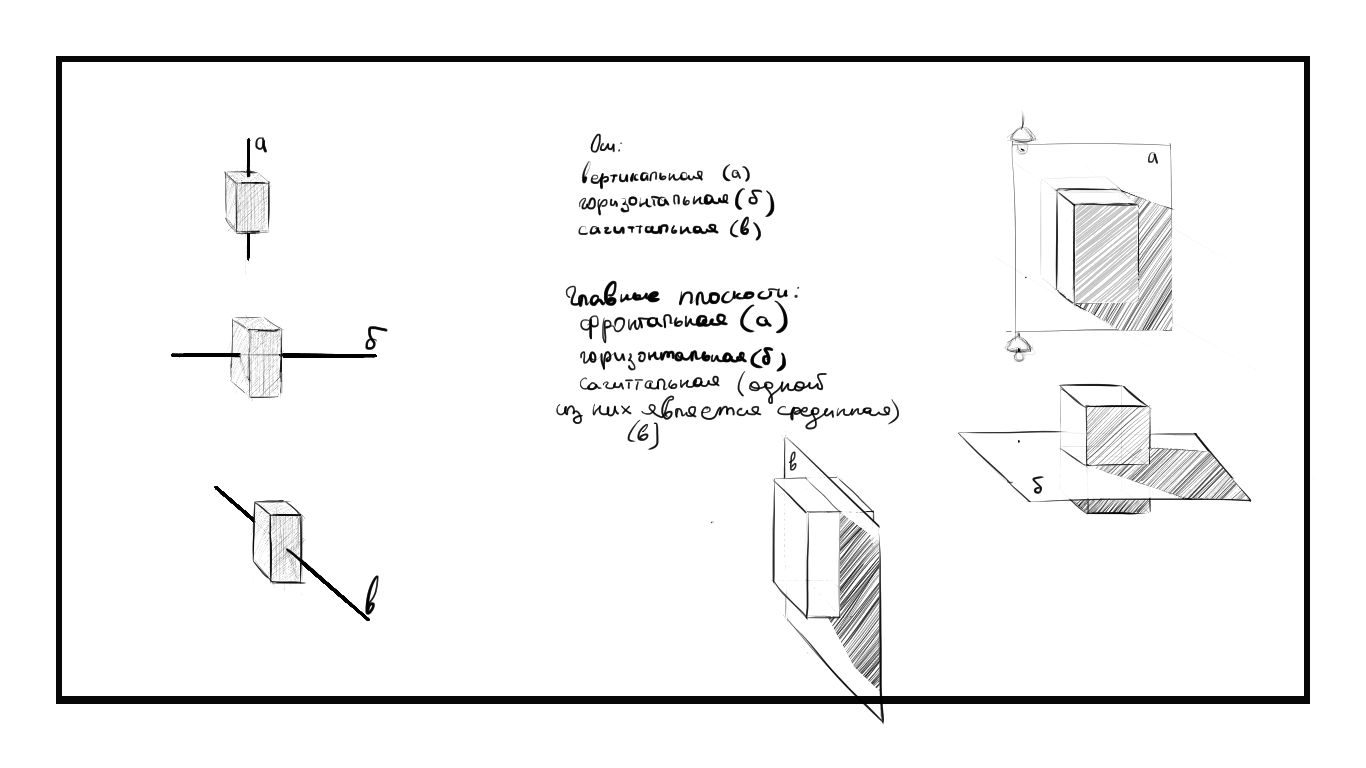 а
Оси:
вертикальная (а)
горизонтальная (б)
сагиттальная (в)
а
б
Главные плоскости:
фронтальная (а)
горизонтальная (б)
сагиттальная (одной
из них является срединная)
(в)
в
б
в